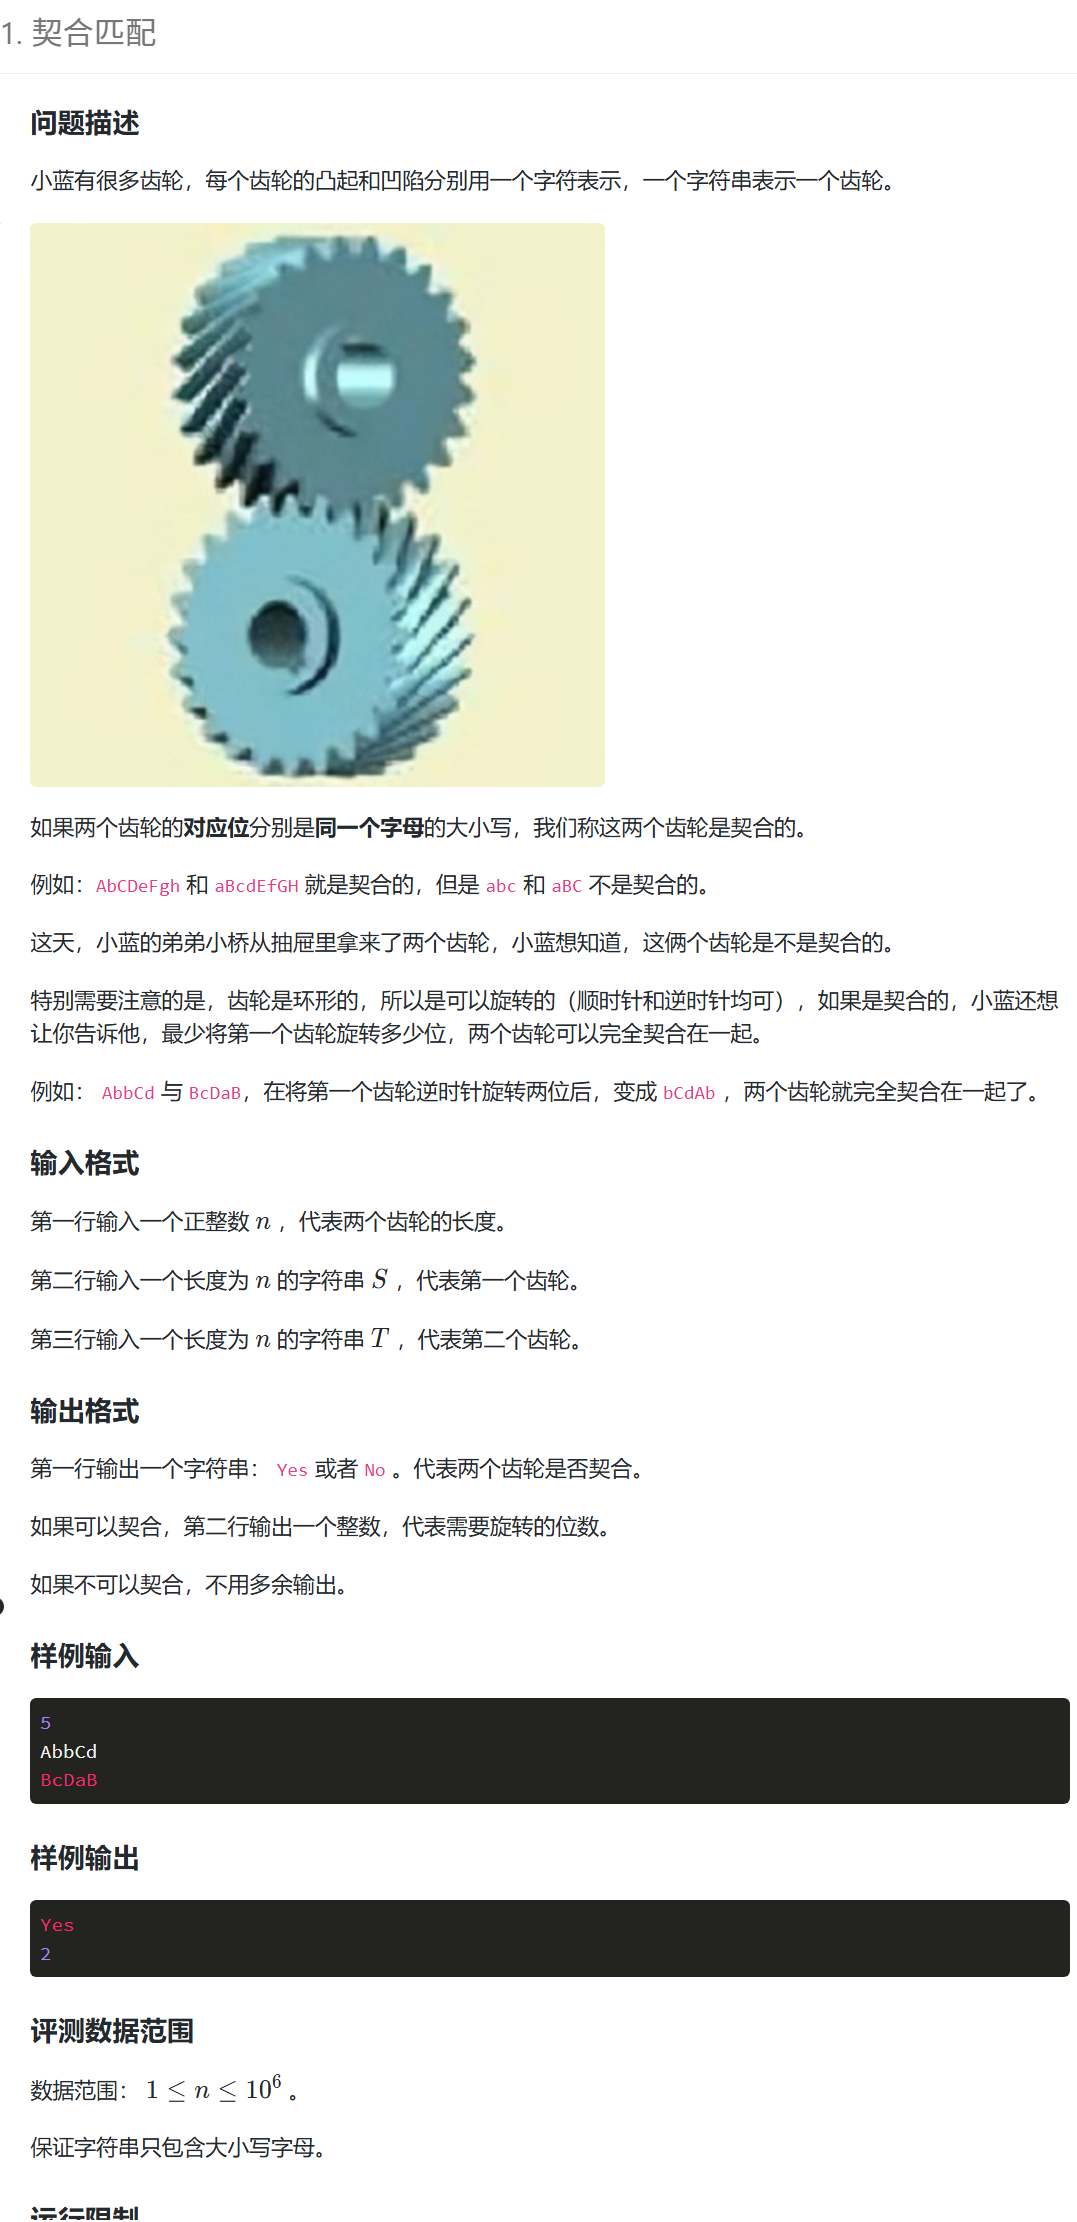 1. 契合匹配
问题描述
小蓝有很多齿轮，每个齿轮的凸起和凹陷分别用一个字符表示，一个字符串表示一个齿轮。
如果两个齿轮的对应位分别是同一个字母的大小写，我们称这两个齿轮是契合的。
例如：AbCDeFgh 和 aBcdEfGH 就是契合的，但是 abc 和 aBC 不是契合的。
这天，小蓝的弟弟小桥从抽屉里拿来了两个齿轮，小蓝想知道，这俩个齿轮是不是契合的。
特别需要注意的是，齿轮是环形的，所以是可以旋转的（顺时针和逆时针均可），如果是契合的，小蓝还想
让你告诉他，最少将第一个齿轮旋转多少位，两个齿轮可以完全契合在一起。
例如： AbbCd 与 BcDaB，在将第一个齿轮逆时针旋转两位后，变成 bCdAb ，两个齿轮就完全契合在一起了。
输入格式
第一行输入一个正整数 n ，代表两个齿轮的长度。
第二行输入一个长度为 n 的字符串 S ，代表第一个齿轮。
第三行输入一个长度为 n 的字符串 T ，代表第二个齿轮。
输出格式
第一行输出一个字符串： Yes 或者 No 。代表两个齿轮是否契合。
如果可以契合，第二行输出一个整数，代表需要旋转的位数。
如果不可以契合，不用多余输出。
样例输入
5
AbbCd
BcDaB
样例输出
Yes
2
评测数据范围
数据范围： 1 ≤ n ≤ 10⁶ 。
保证字符串只包含大小写字母。
运行限制